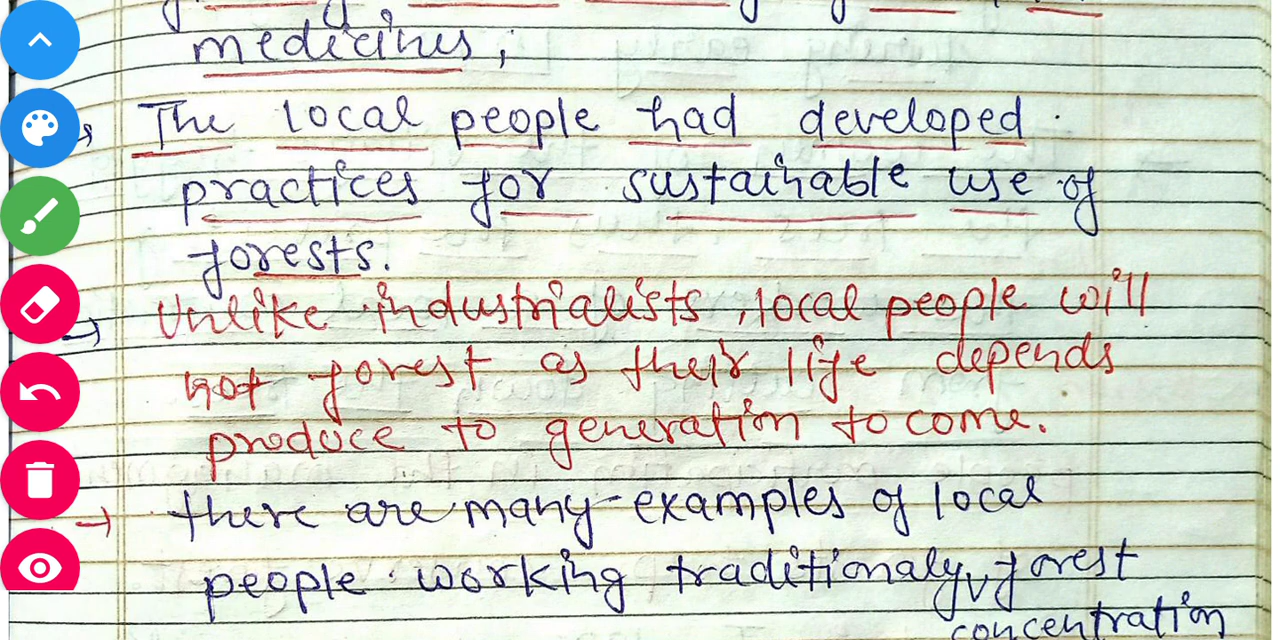 medicines,
The local people had developed
practices for sustainable use of
forests.
→ Unlike industrialists, local people will
not forest as their life depends
produce to generation to come.
→ there are many examples of local
people working traditionaly forest
concentration